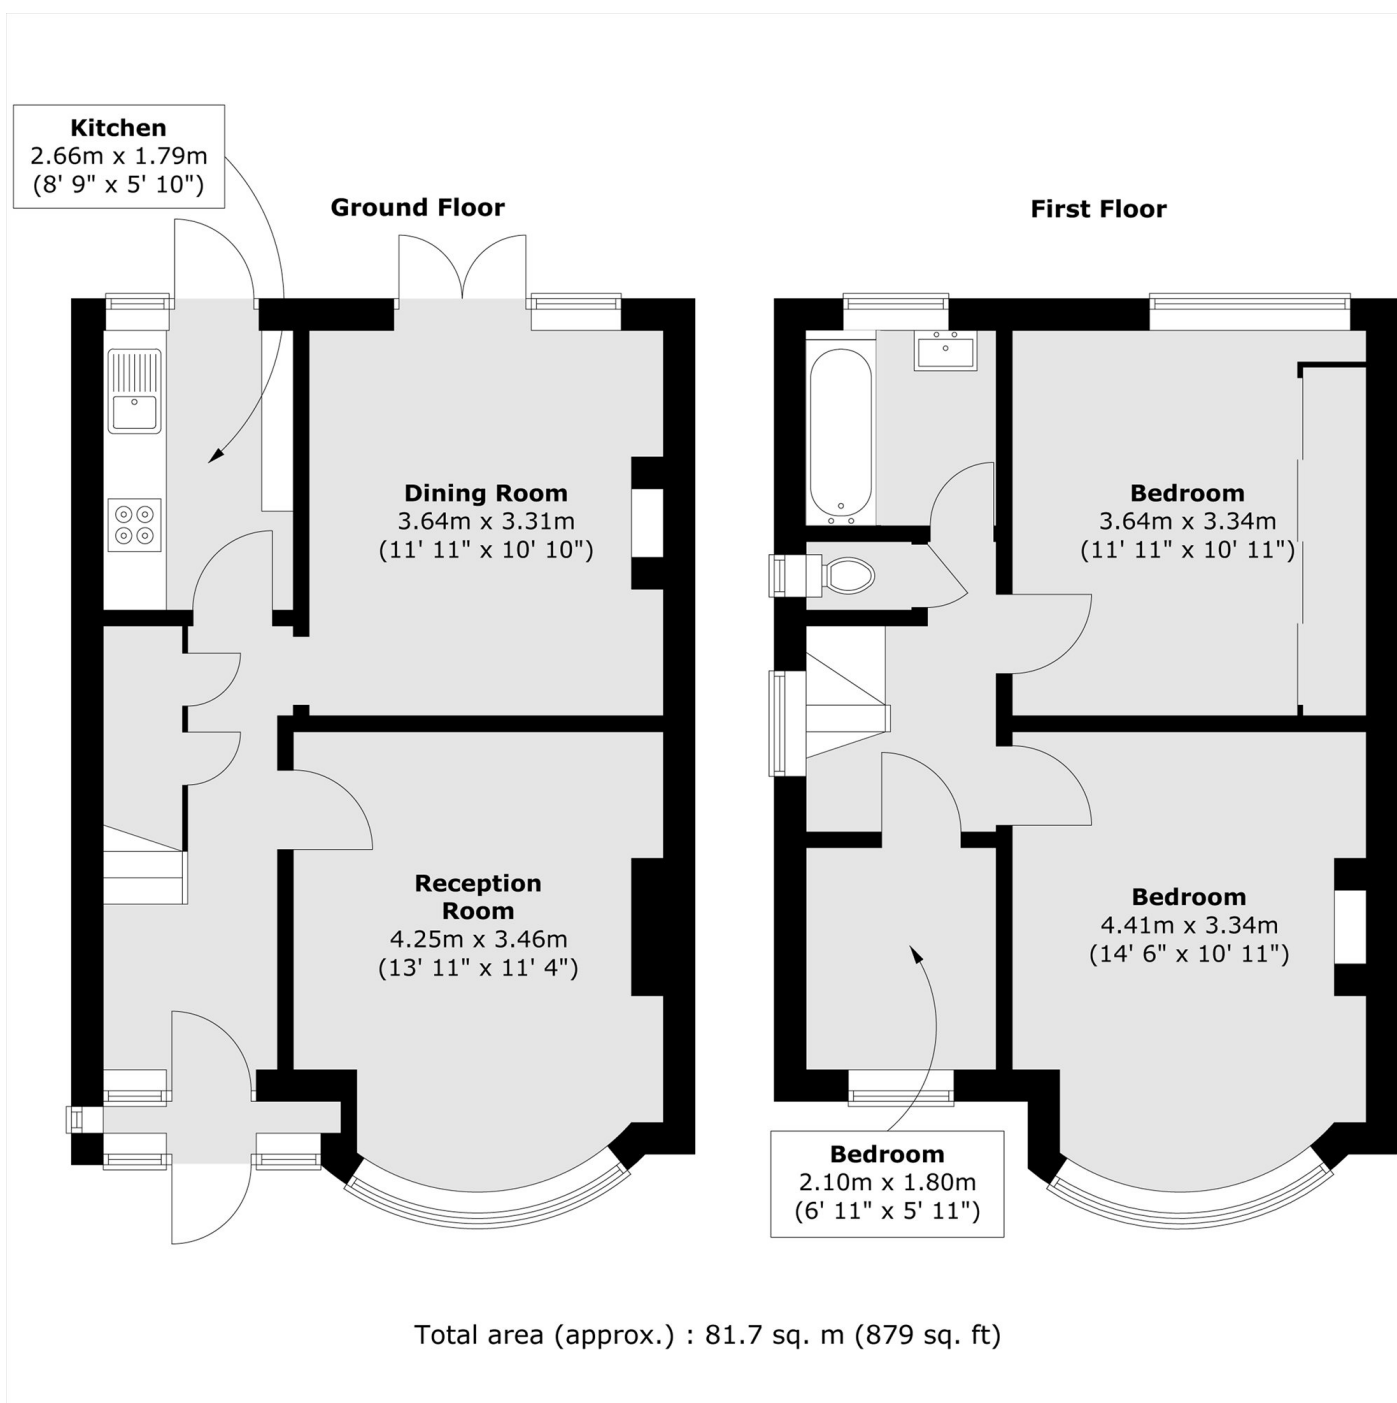 Kitchen
2.66m x 1.79m
(8' 9" x 5' 10")
Ground Floor
First Floor
Dining Room
3.64m x 3.31m
(11' 11" x 10' 10")
Bedroom
3.64m x 3.34m
(11' 11" x 10' 11")
Reception
Room
4.25m x 3.46m
(13' 11" x 11' 4")
Bedroom
4.41m x 3.34m
(14' 6" x 10' 11")
Bedroom
2.10m x 1.80m
(6' 11" x 5' 11")
Total area (approx.) : 81.7 sq. m (879 sq. ft)